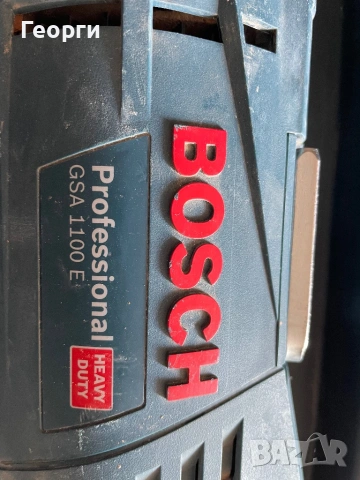 Георги
BOSCH
Professional
GSA 1100 E
HEAVY
DUTY
BAZAR